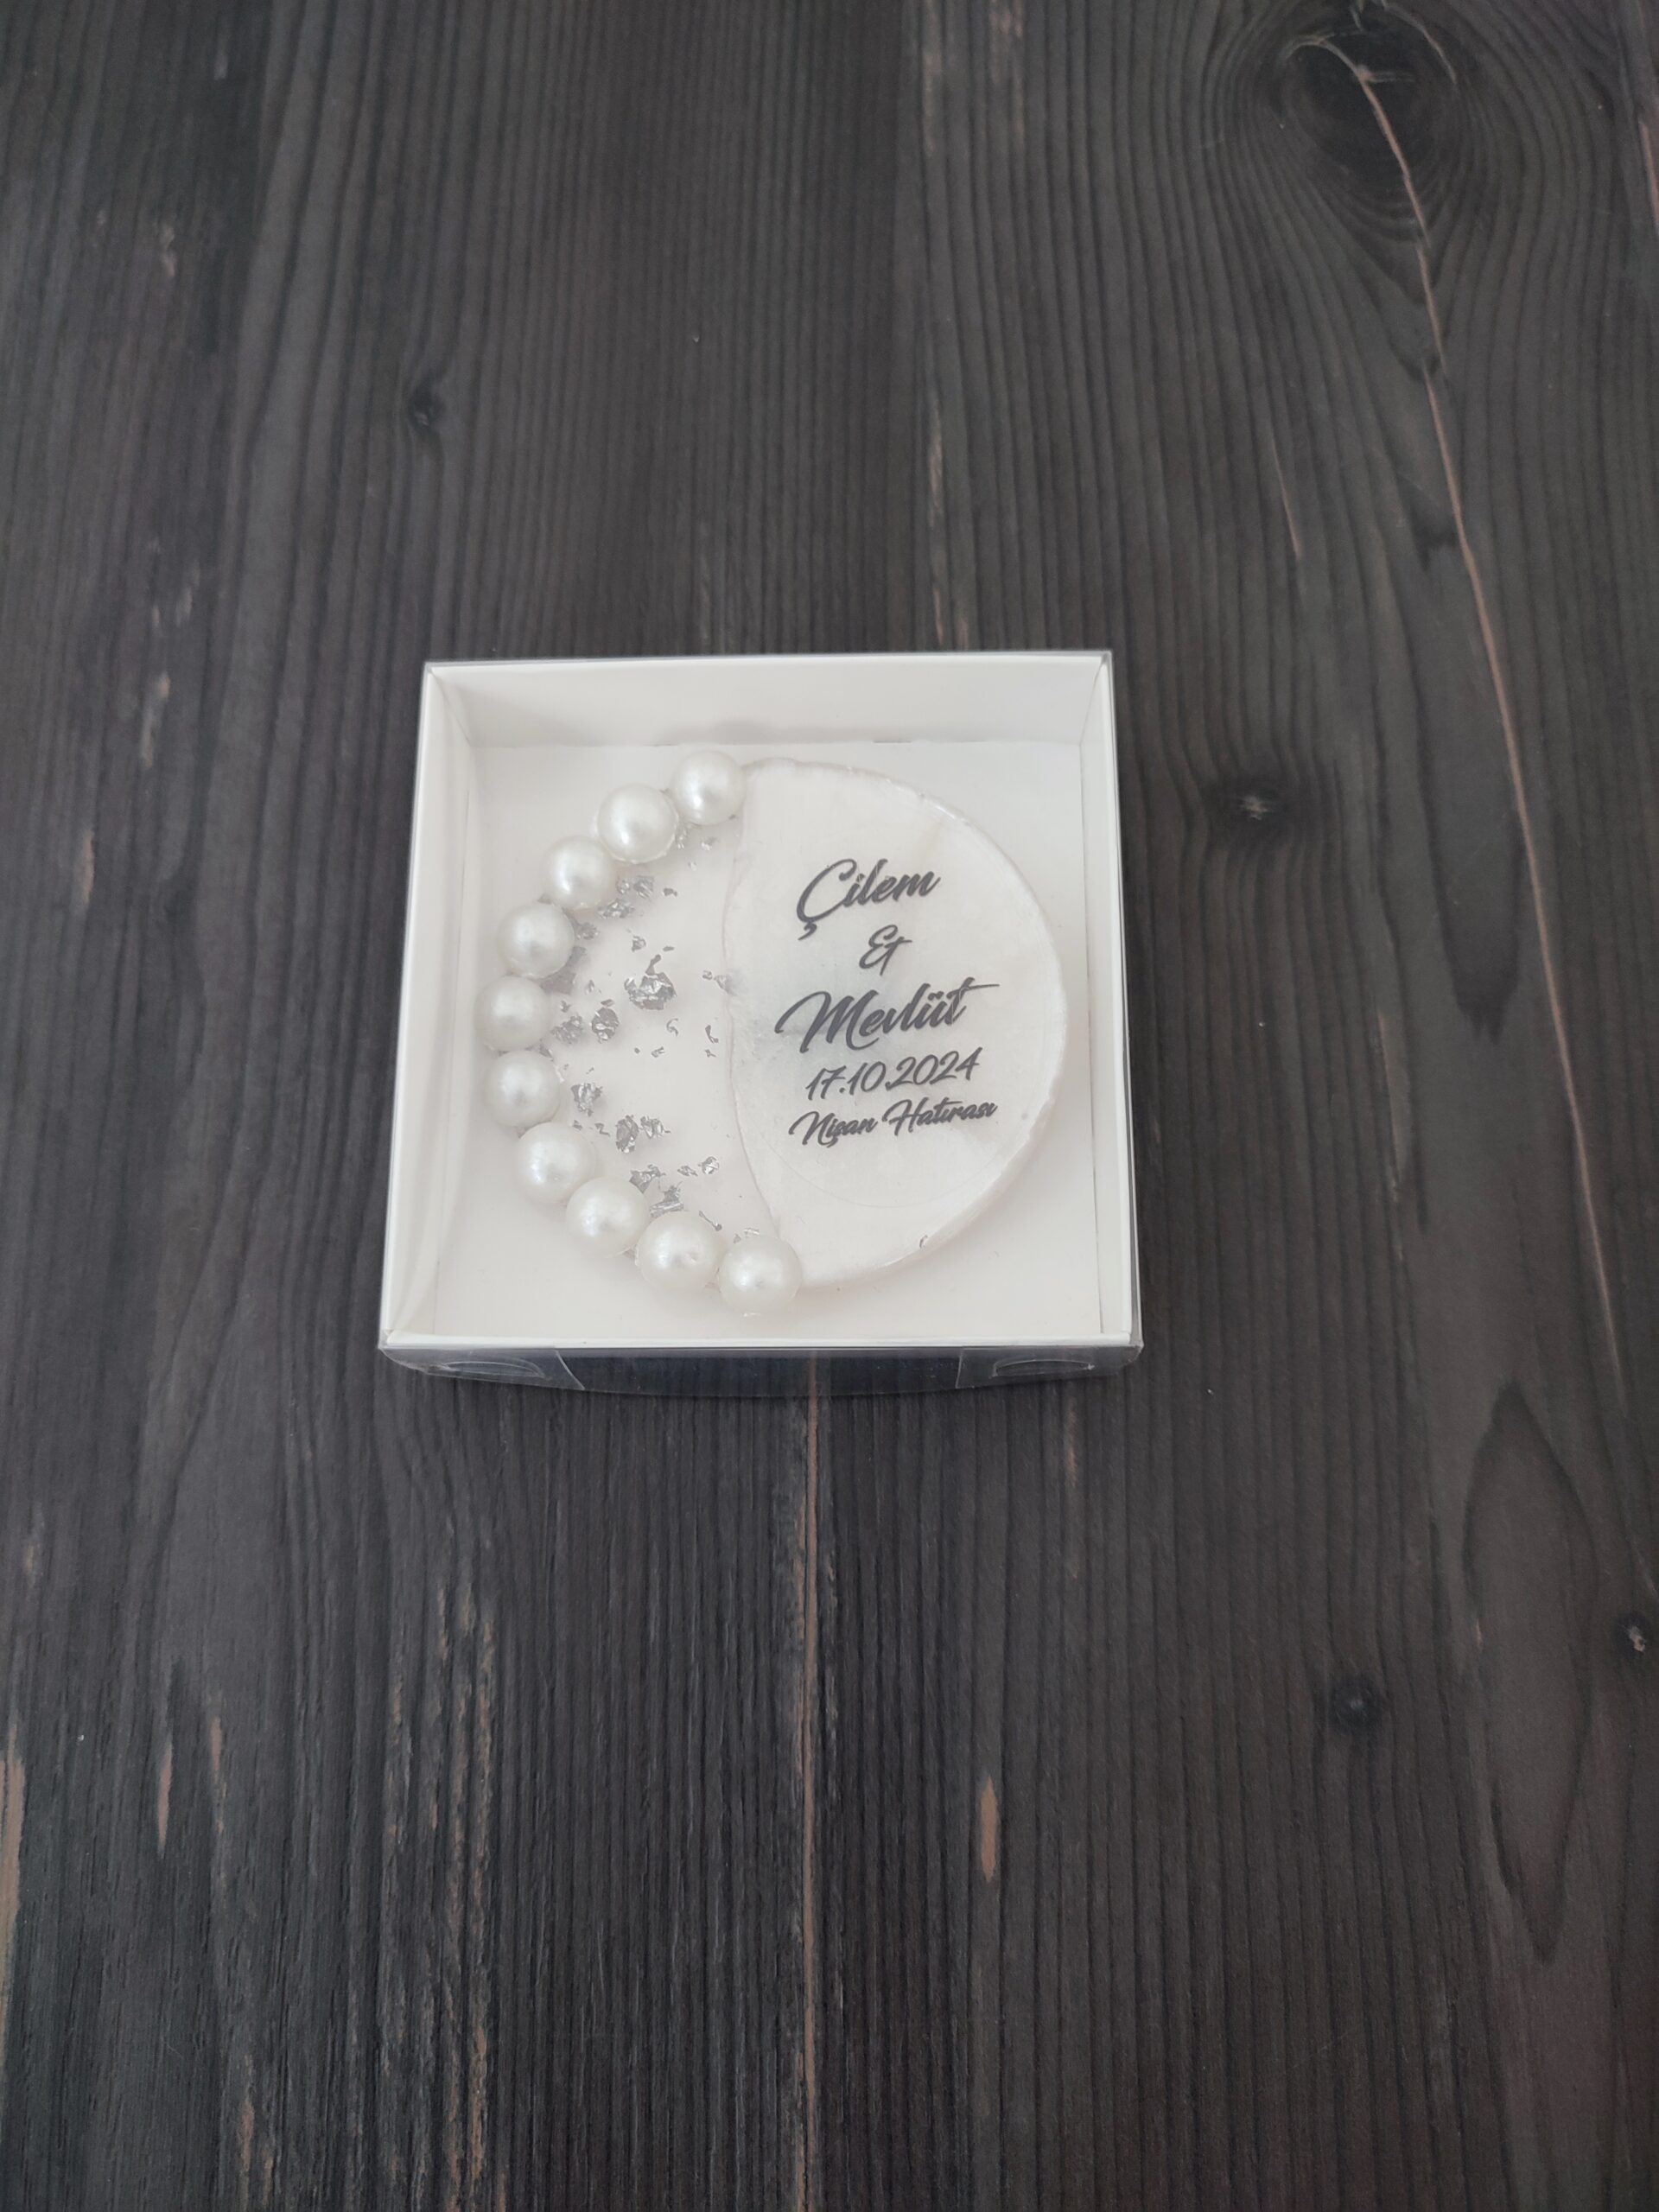 Çilem
&
Mevlüt
17.10.2024
Nişan Hatırası